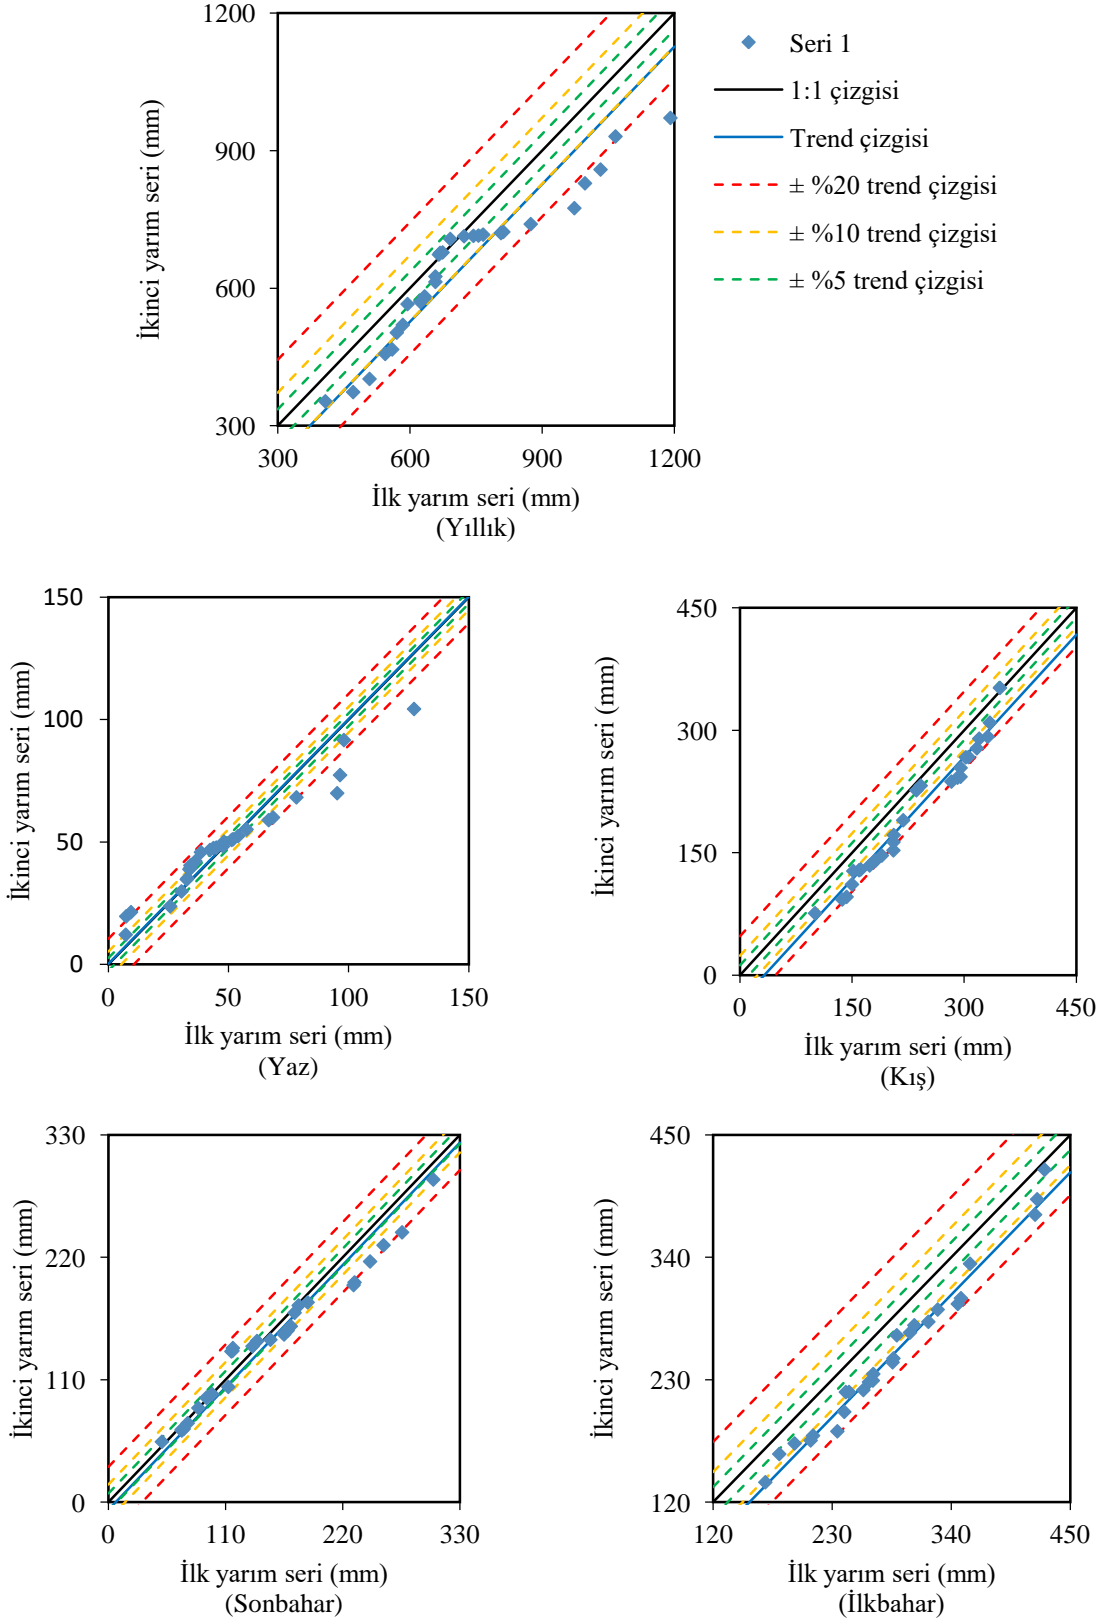 1200
900
600
300
İkinci yarım seri (mm)
300 600 900 1200
İlk yarım seri (mm)
(Yıllık)
Seri 1
1:1 çizgisi
Trend çizgisi
± %20 trend çizgisi
± %10 trend çizgisi
± %5 trend çizgisi
150
100
50
0
İkinci yarım seri (mm)
0 50 100 150
İlk yarım seri (mm)
(Yaz)
450
300
150
0
İkinci yarım seri (mm)
0 150 300 450
İlk yarım seri (mm)
(Kış)
330
220
110
0
İkinci yarım seri (mm)
0 110 220 330
İlk yarım seri (mm)
(Sonbahar)
450
340
230
120
İkinci yarım seri (mm)
120 230 340 450
İlk yarım seri (mm)
(İlkbahar)